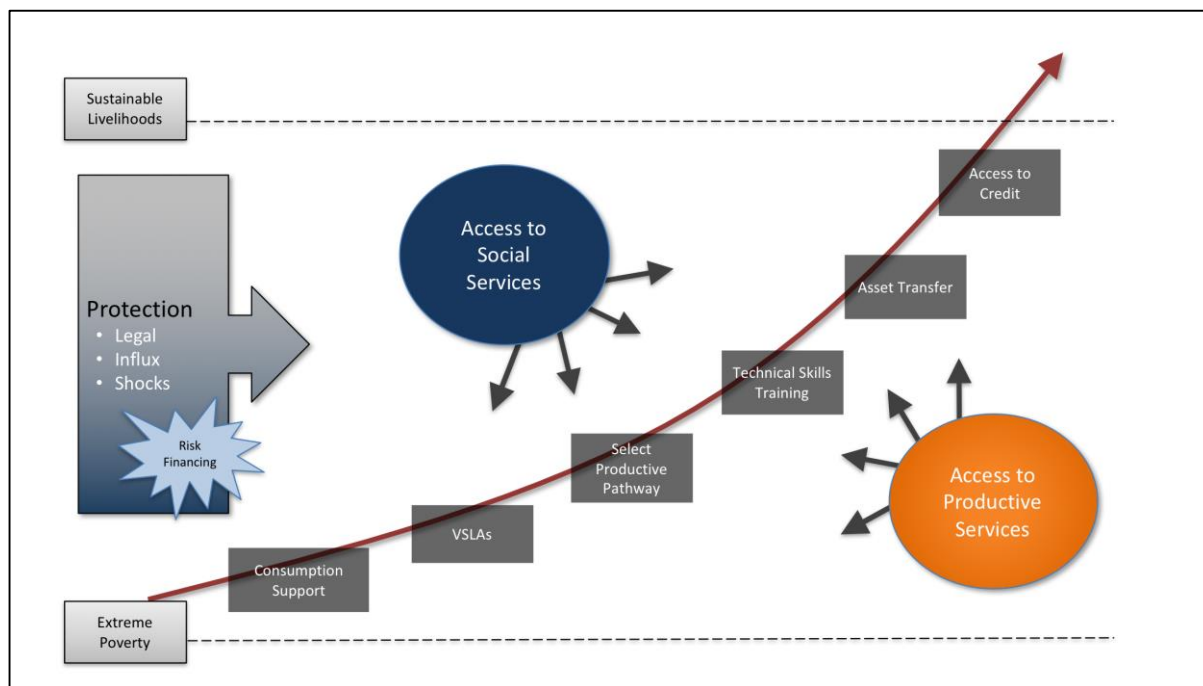 Sustainable
Livelihoods
Access to
Credit
Access to
Social
Services
Asset Transfer
Protection
• Legal
• Influx
• Shocks
Technical Skills
Training
Risk
Financing
Select
Productive
Pathway
Access to
Productive
Services
VSLAs
Consumption
Support
Extreme
Poverty